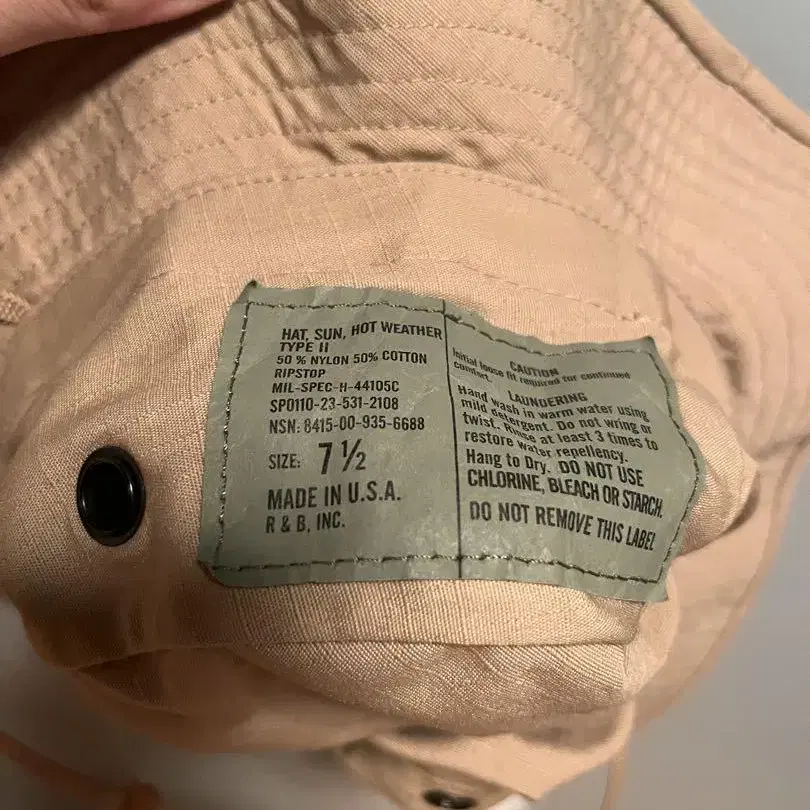 HAT, SUN, HOT WEATHER
TYPE II
50 % NYLON 50% COTTON
RIPSTOP
MIL-SPEC-H-44105C
SP0110-23-531-2108
NSN: 8415-00-935-6688
SIZE: 7 ½
MADE IN U.S.A.
R & B, INC.
CAUTION
Initial loose fit required for continued
comfort.
LAUNDERING
Hand wash in warm water using
mild detergent. Do not wring or
twist. Rinse at least 3 times to
restore water repellency.
Hang to Dry. DO NOT USE
CHLORINE, BLEACH OR STARCH.
DO NOT REMOVE THIS LABEL